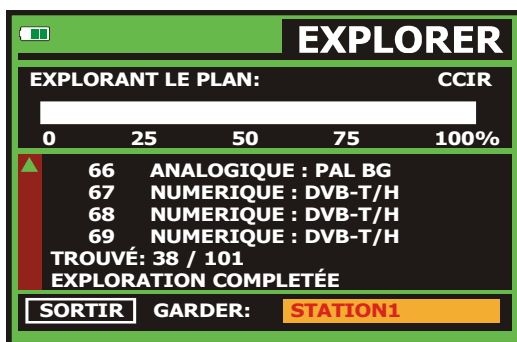 EXPLORER
EXPLORANT LE PLAN: CCIR
0 25 50 75 100%
66 ANALOGIQUE : PAL BG
67 NUMERIQUE : DVB-T/H
68 NUMERIQUE : DVB-T/H
69 NUMERIQUE : DVB-T/H
TROUVÉ: 38 / 101
EXPLORATION COMPLETÉE
SORTIR GARDER: STATION1